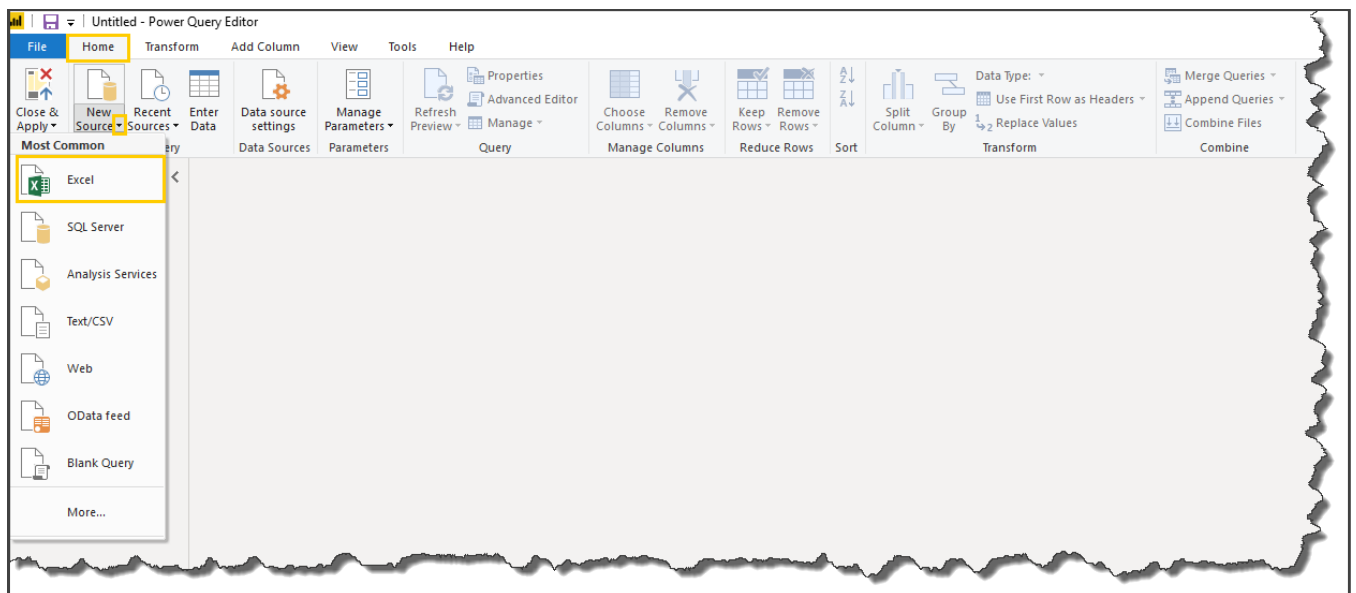 Untitled - Power Query Editor
File Home Transform Add Column View Tools Help
Close & Apply
New Source
Recent Sources
Enter Data
Data source settings
Manage Parameters
Refresh Preview
Properties
Advanced Editor
Manage
Choose Columns
Remove Columns
Keep Rows
Remove Rows
A Z
Z A
Split Column
Group By
Data Type:
Use First Row as Headers
1 2 Replace Values
Merge Queries
Append Queries
Combine Files
ery
Data Sources
Parameters
Query
Manage Columns
Reduce Rows
Sort
Transform
Combine
Most Common
Excel
SQL Server
Analysis Services
Text/CSV
Web
OData feed
Blank Query
More...